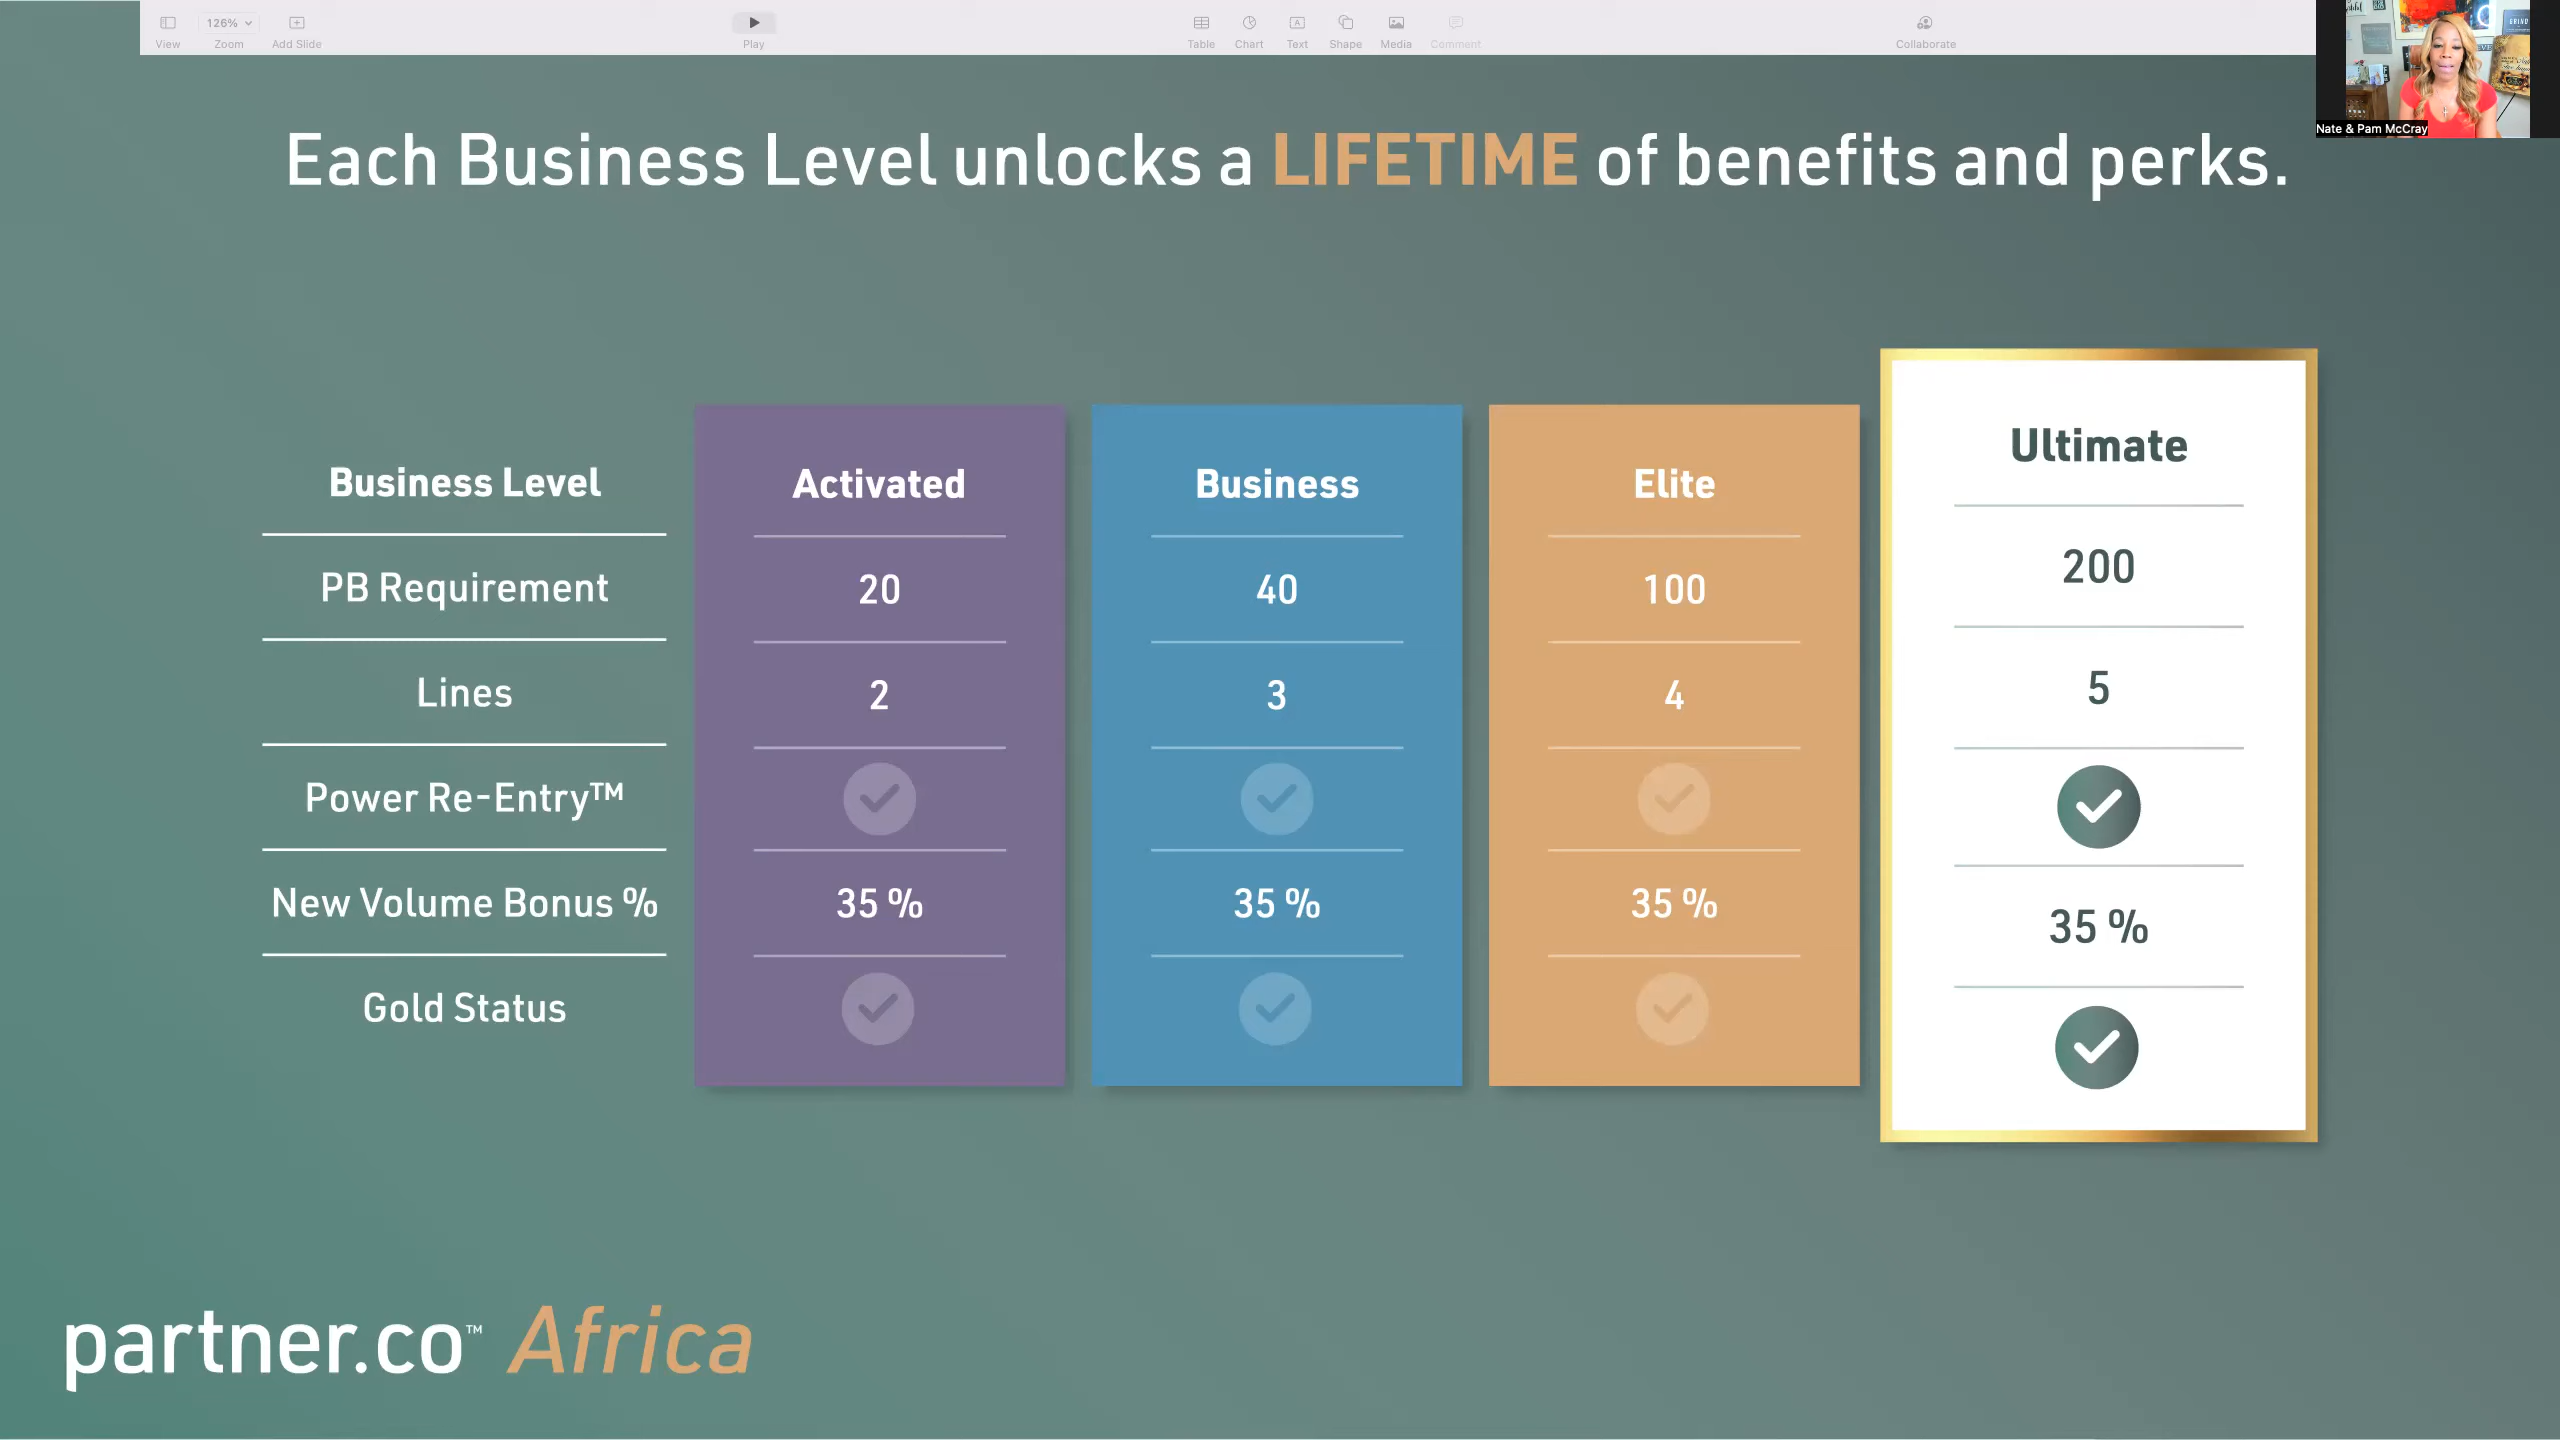 126%
View Zoom Add Slide Play Table Chart Text Shape Media Comment Collaborate
GRIND
Nate & Pam McCray
Each Business Level unlocks a LIFETIME of benefits and perks.
Business Level Activated Business Elite Ultimate
PB Requirement 20 40 100 200
Lines 2 3 4 5
Power Re-Entry™
New Volume Bonus % 35 % 35 % 35 % 35 %
Gold Status
partner.co™ Africa